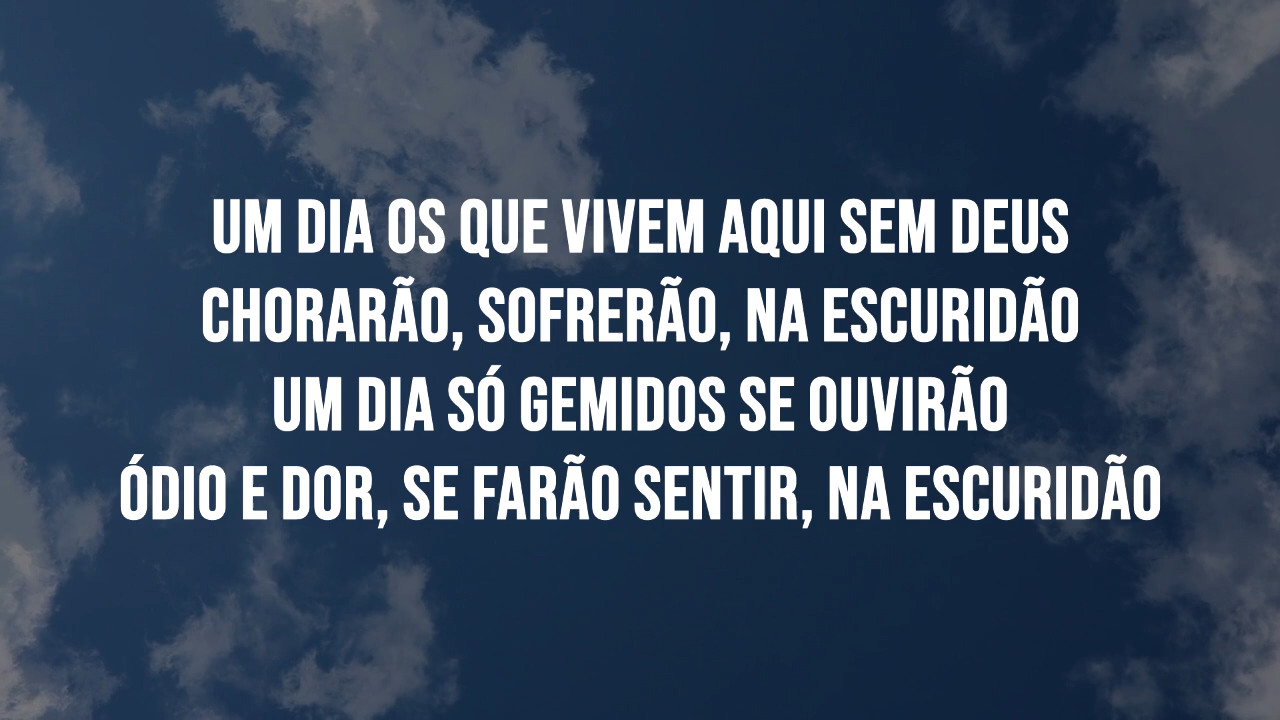 UM DIA OS QUE VIVEM AQUI SEM DEUS
CHORARÃO, SOFRERÃO, NA ESCURIDÃO
UM DIA SÓ GEMIDOS SE OUVIRÃO
ÓDIO E DOR, SE FARÃO SENTIR, NA ESCURIDÃO